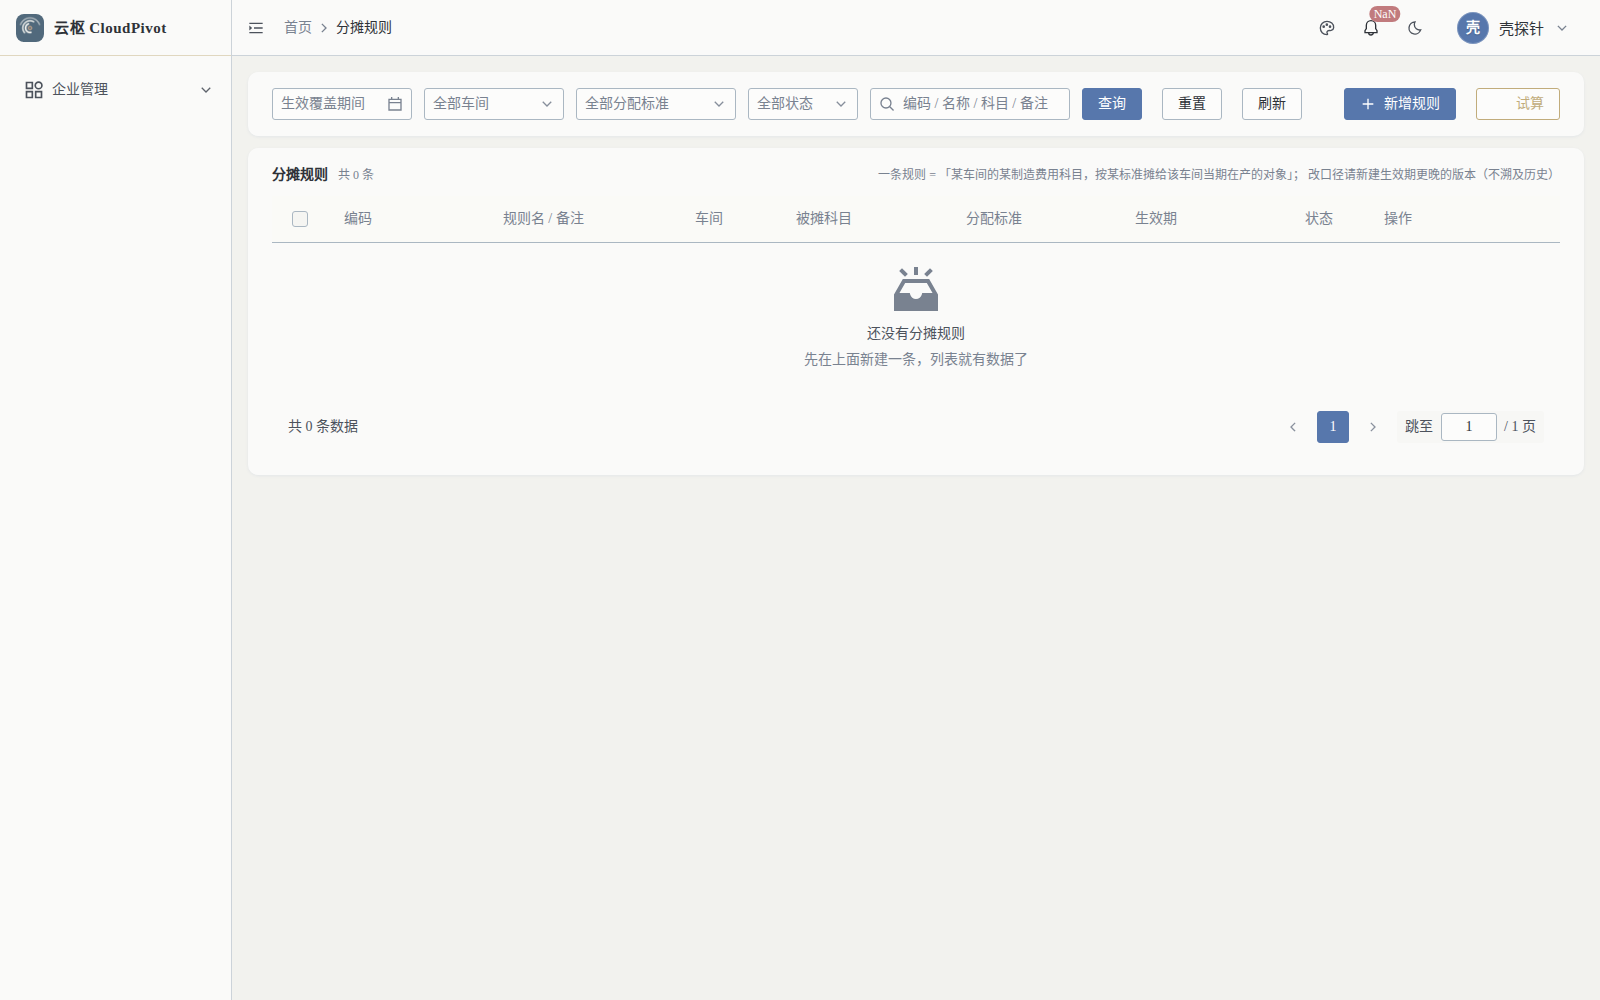 云枢 CloudPivot
首页 > 分摊规则
NaN
壳
壳探针
企业管理
生效覆盖期间
全部车间
全部分配标准
全部状态
编码 / 名称 / 科目 / 备注
查询
重置
刷新
新增规则
试算
分摊规则 共 0 条
一条规则 = 「某车间的某制造费用科目，按某标准摊给该车间当期在产的对象」； 改口径请新建生效期更晚的版本（不溯及历史）
编码 规则名 / 备注 车间 被摊科目 分配标准 生效期 状态 操作
还没有分摊规则
先在上面新建一条，列表就有数据了
共 0 条数据
1
跳至 1 / 1 页